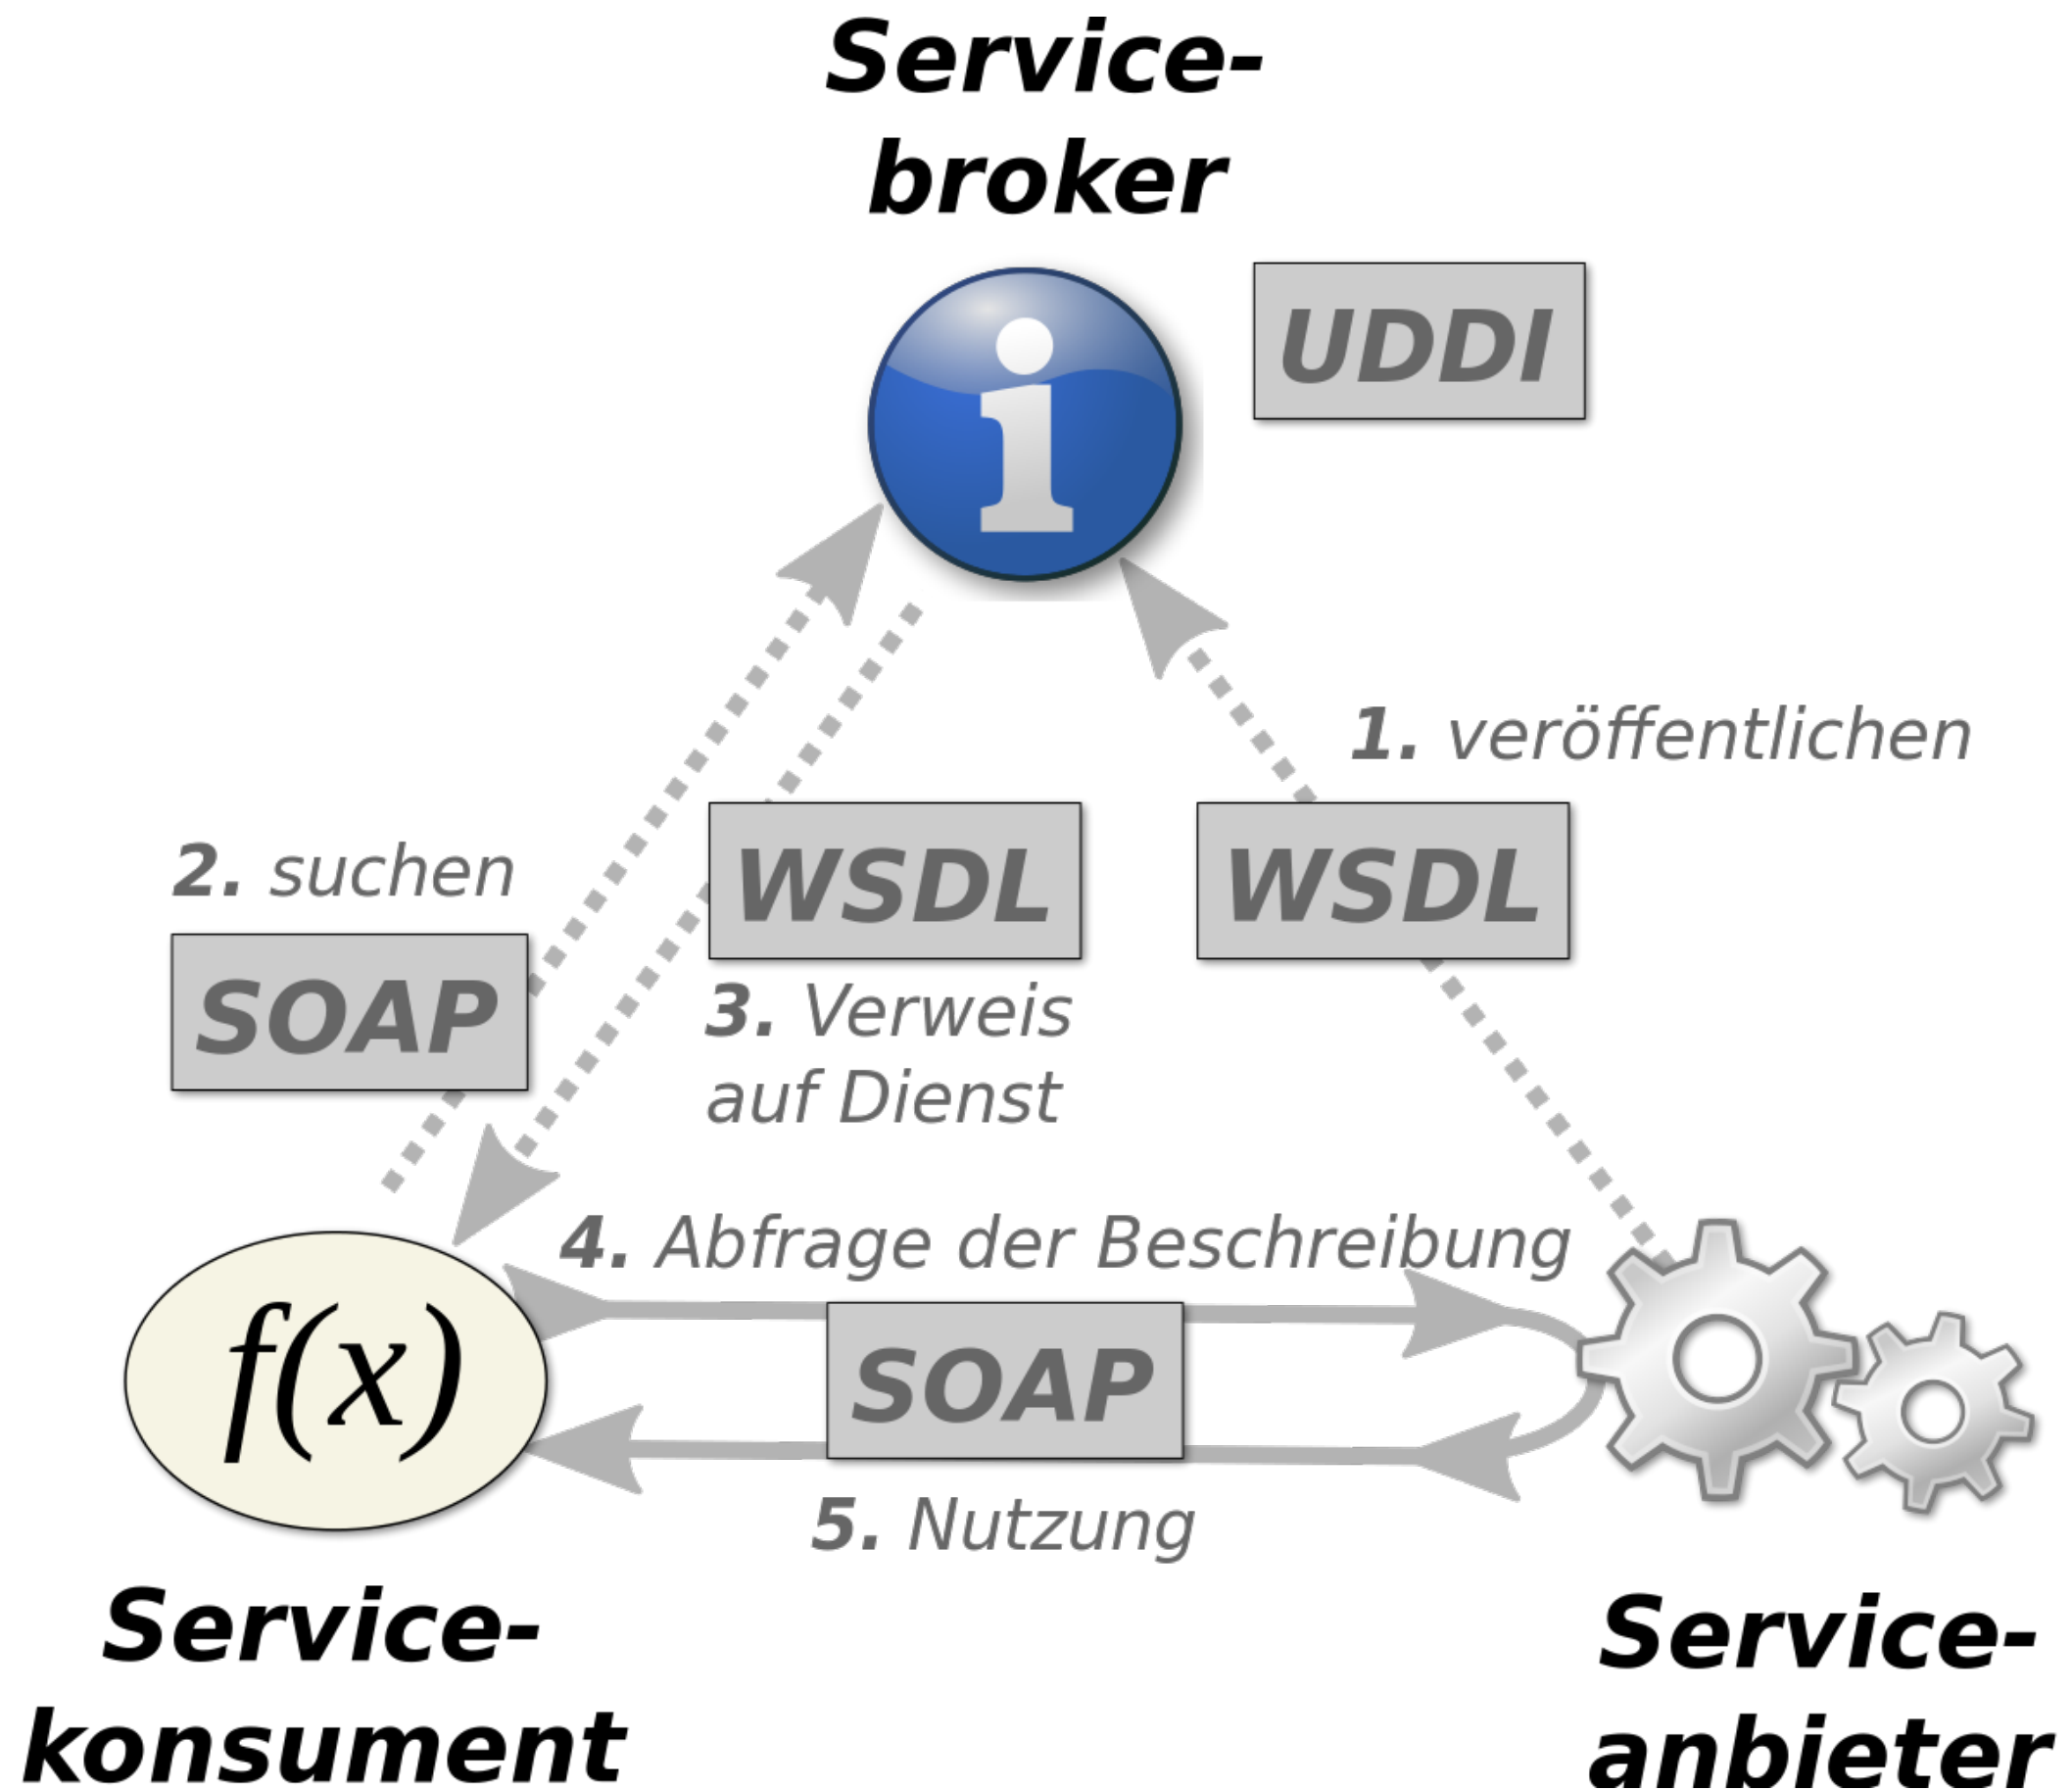 Service-
broker
UDDI
i
1. veröffentlichen
2. suchen
WSDL
WSDL
SOAP
3. Verweis
auf Dienst
4. Abfrage der Beschreibung
f(x)
SOAP
5. Nutzung
Service-
konsument
Service-
anbieter